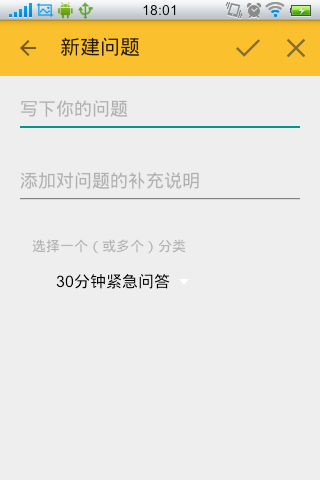 18:01
新建问题
写下你的问题
添加对问题的补充说明
选择一个（或多个）分类
30分钟紧急问答